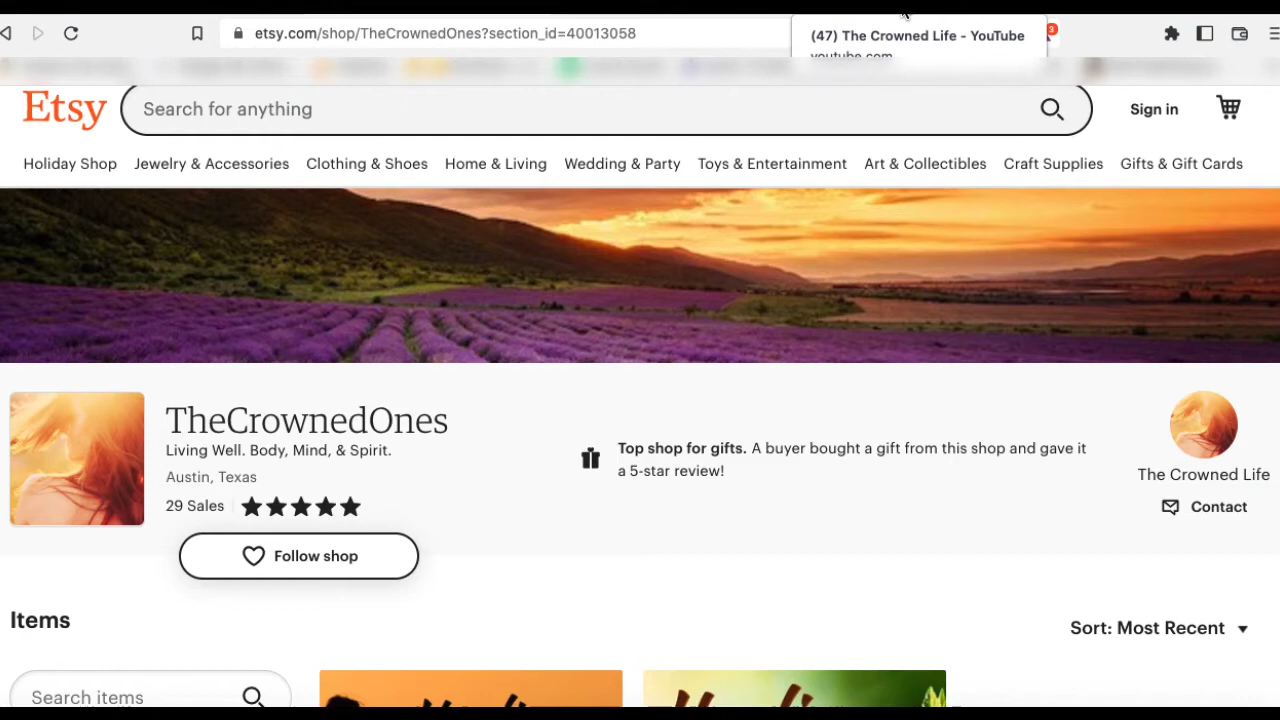 etsy.com/shop/TheCrownedOnes?section_id=40013058
(47) The Crowned Life - YouTube
youtube.com
3
Etsy
Search for anything
Sign in
Holiday Shop Jewelry & Accessories Clothing & Shoes Home & Living Wedding & Party Toys & Entertainment Art & Collectibles Craft Supplies Gifts & Gift Cards
TheCrownedOnes
Living Well. Body, Mind, & Spirit.
Austin, Texas
29 Sales
Follow shop
Top shop for gifts. A buyer bought a gift from this shop and gave it
a 5-star review!
The Crowned Life
Contact
Items
Sort: Most Recent
Search items